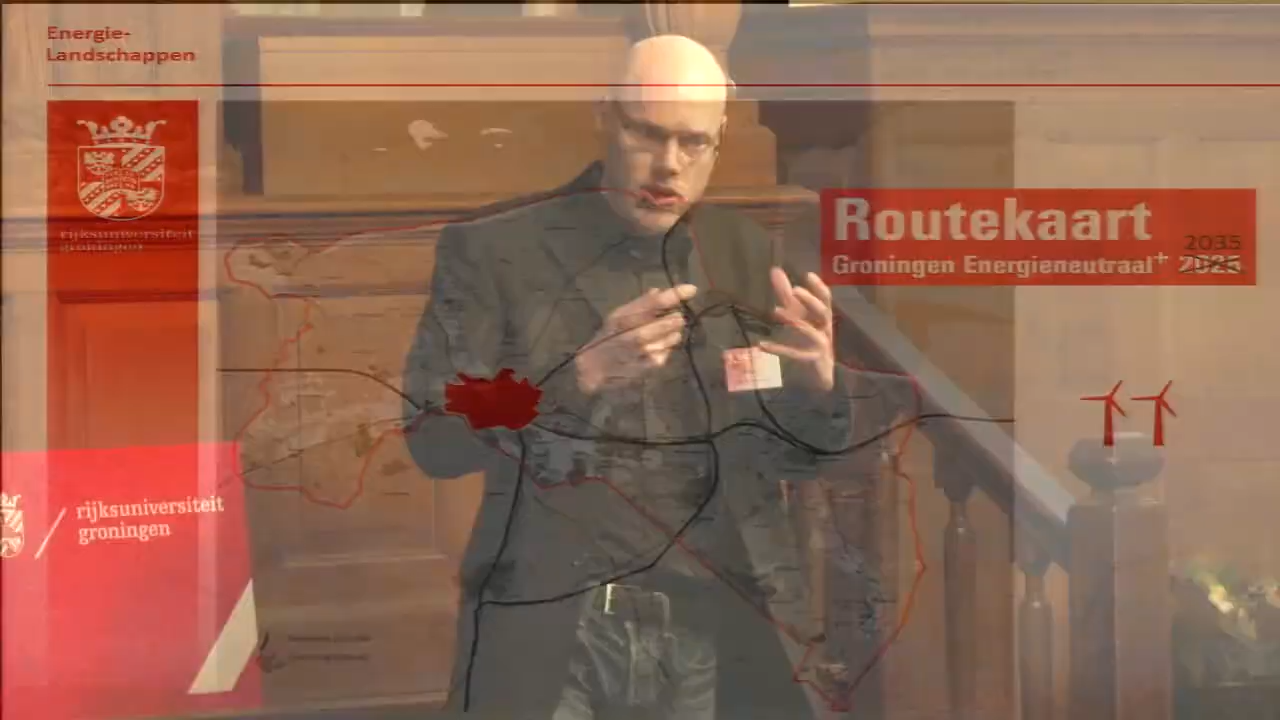 Energie-
Landschappen
rijksuniversiteit
groningen
Routekaart
2035
Groningen Energieneutraal+ 2025
rijksuniversiteit
groningen